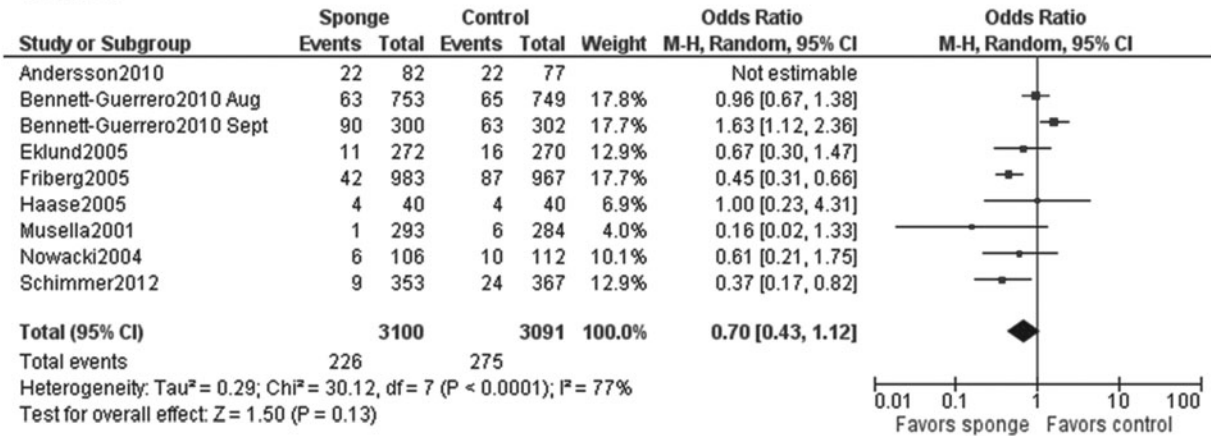 Sponge Control Odds Ratio Odds Ratio
Study or Subgroup Events Total Events Total Weight M-H, Random, 95% CI M-H, Random, 95% CI
Andersson2010 22 82 22 77 Not estimable
Bennett-Guerrero2010 Aug 63 753 65 749 17.8% 0.96 [0.67, 1.38]
Bennett-Guerrero2010 Sept 90 300 63 302 17.7% 1.63 [1.12, 2.36]
Eklund2005 11 272 16 270 12.9% 0.67 [0.30, 1.47]
Friberg2005 42 983 87 967 17.7% 0.45 [0.31, 0.66]
Haase2005 4 40 4 40 6.9% 1.00 [0.23, 4.31]
Musella2001 1 293 6 284 4.0% 0.16 [0.02, 1.33]
Nowacki2004 6 106 10 112 10.1% 0.61 [0.21, 1.75]
Schimmer2012 9 353 24 367 12.9% 0.37 [0.17, 0.82]
Total (95% CI) 3100 3091 100.0% 0.70 [0.43, 1.12]
Total events 226 275
Heterogeneity: Tau² = 0.29; Chi² = 30.12, df = 7 (P < 0.0001); I² = 77%
Test for overall effect: Z = 1.50 (P = 0.13)
0.01 0.1 1 10 100
Favors sponge Favors control